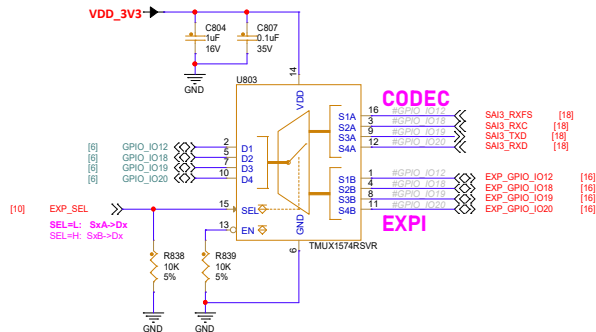 VDD_3V3
C804
1uF
16V
C807
0.1uF
35V
GND
U803
14
VDD
CODEC
S1A 16 #GPIO_IO12 SAI3_RXFS [18]
S2A 3 #GPIO_IO18 SAI3_RXC [18]
S3A 9 #GPIO_IO19 SAI3_TXD [18]
S4A 12 #GPIO_IO20 SAI3_RXD [18]
[6] GPIO_IO12 2 D1
[6] GPIO_IO18 5 D2
[6] GPIO_IO19 7 D3
[6] GPIO_IO20 10 D4
S1B 1 #GPIO_IO12 EXP_GPIO_IO12 [16]
S2B 4 #GPIO_IO18 EXP_GPIO_IO18 [16]
S3B 8 #GPIO_IO19 EXP_GPIO_IO19 [16]
S4B 11 #GPIO_IO20 EXP_GPIO_IO20 [16]
[10] EXP_SEL 15 SEL
SEL=L: SxA->Dx
SEL=H: SxB->Dx
13 EN
GND
6
EXPI
TMUX1574RSVR
R838
10K
5%
R839
10K
5%
GND
GND
GND